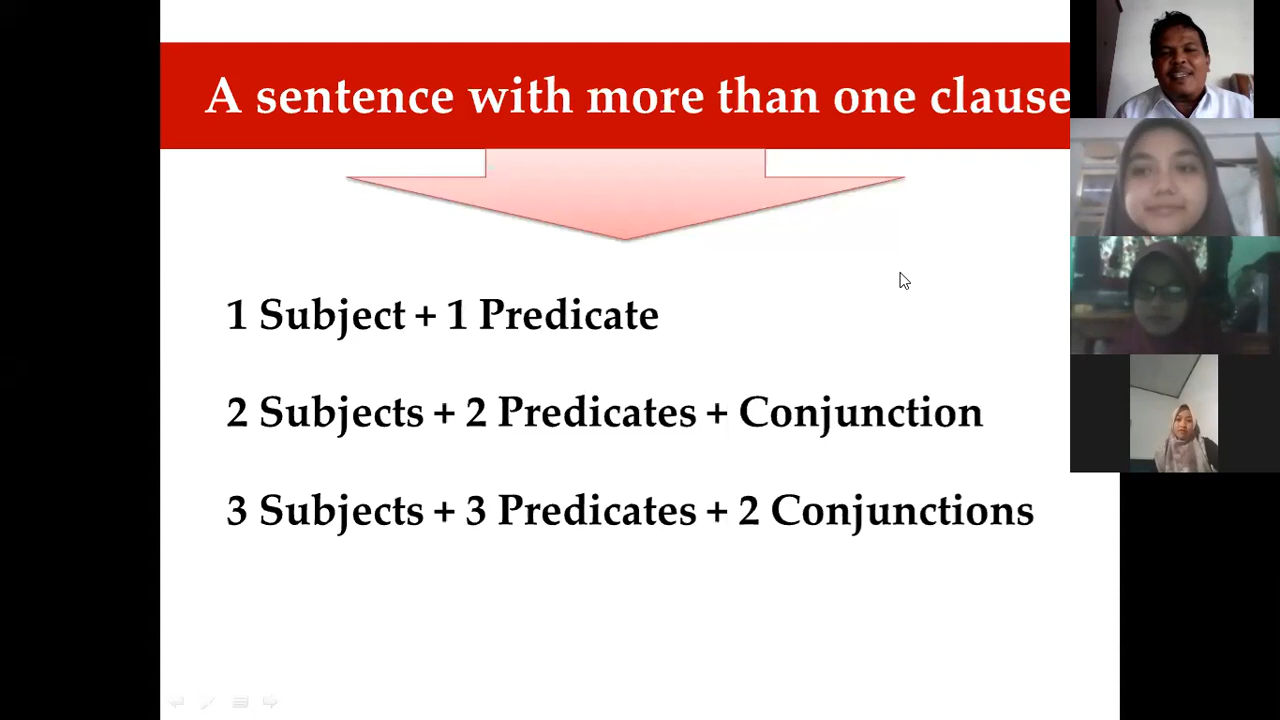 A sentence with more than one clause
1 Subject + 1 Predicate
2 Subjects + 2 Predicates + Conjunction
3 Subjects + 3 Predicates + 2 Conjunctions